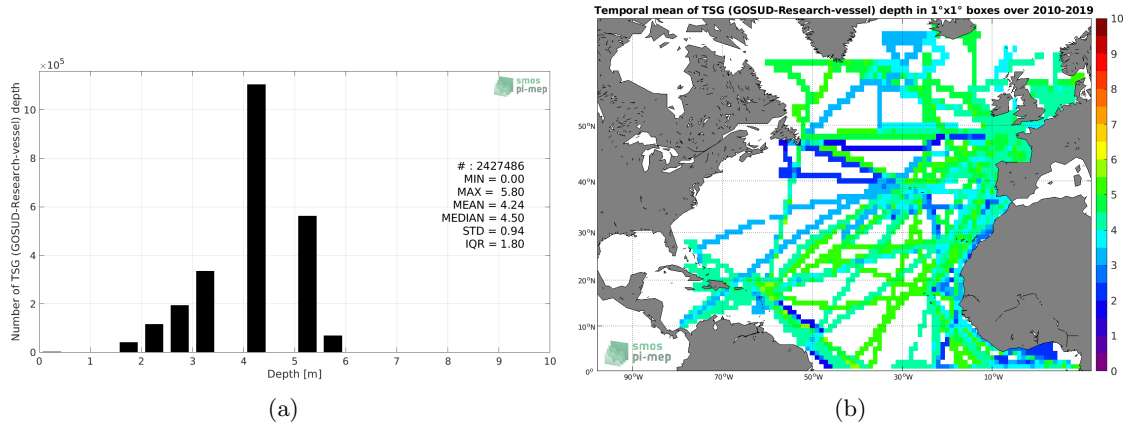 ×10⁵
Number of TSG (GOSUD-Research-vessel) depth
10
8
6
4
2
0
smos
pi-mep
# : 2427486
MIN = 0.00
MAX = 5.80
MEAN = 4.24
MEDIAN = 4.50
STD = 0.94
IQR = 1.80
0 1 2 3 4 5 6 7 8 9 10
Depth [m]
(a)
Temporal mean of TSG (GOSUD-Research-vessel) depth in 1°x1° boxes over 2010-2019
50°N
40°N
30°N
20°N
10°N
0°
90°W 70°W 50°W 30°W 10°W
smos
pi-mep
10
9
8
7
6
5
4
3
2
1
0
(b)